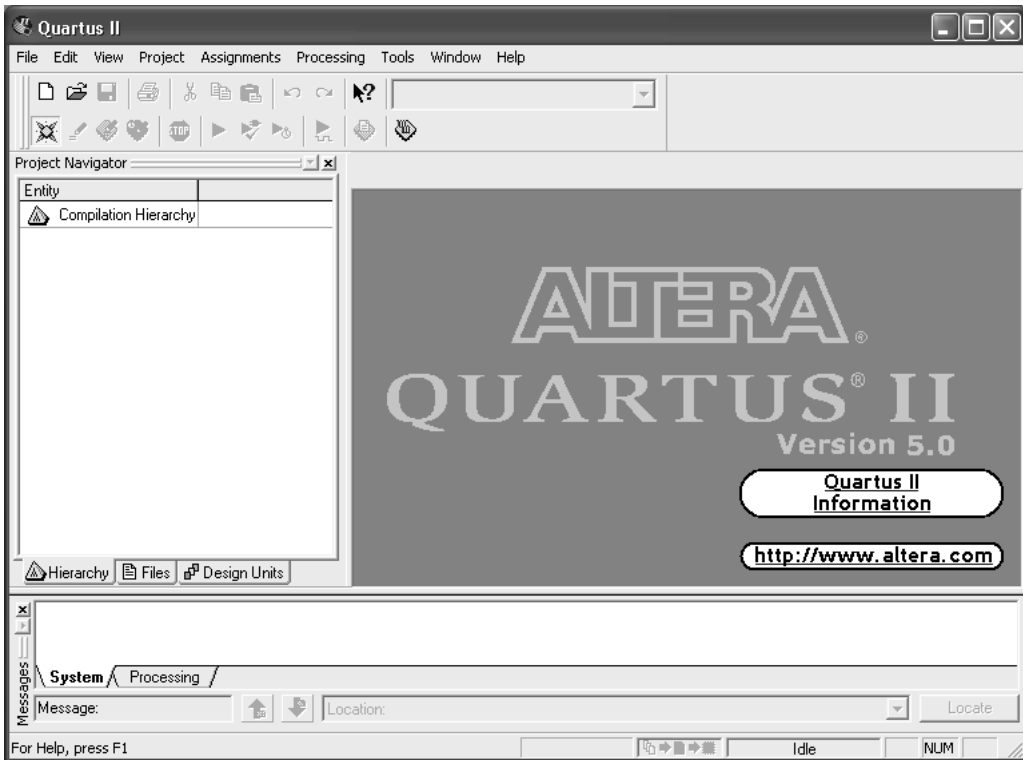 Quartus II
File Edit View Project Assignments Processing Tools Window Help
STOP
Project Navigator
Entity
Compilation Hierarchy
ALTERA®
QUARTUS® II
Version 5.0
Quartus II
Information
http://www.altera.com
Hierarchy Files Design Units
Messages
System Processing
Message: Location: Locate
For Help, press F1 Idle NUM